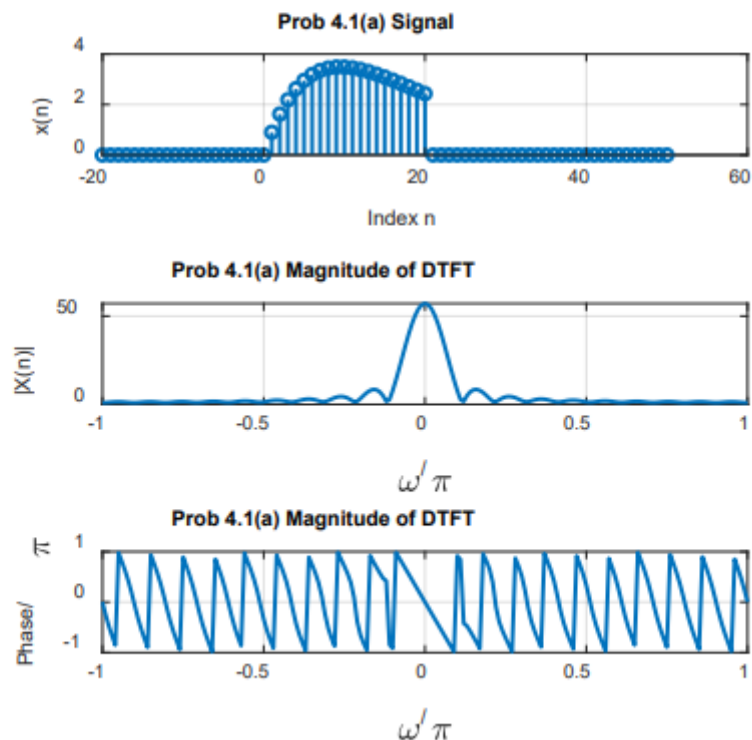 Prob 4.1(a) Signal
4
2
0
x(n)
-20 0 20 40 60
Index n
Prob 4.1(a) Magnitude of DTFT
50
0
|X(n)|
-1 -0.5 0 0.5 1
ω/π
Prob 4.1(a) Magnitude of DTFT
1
0
-1
Phase/π
-1 -0.5 0 0.5 1
ω/π